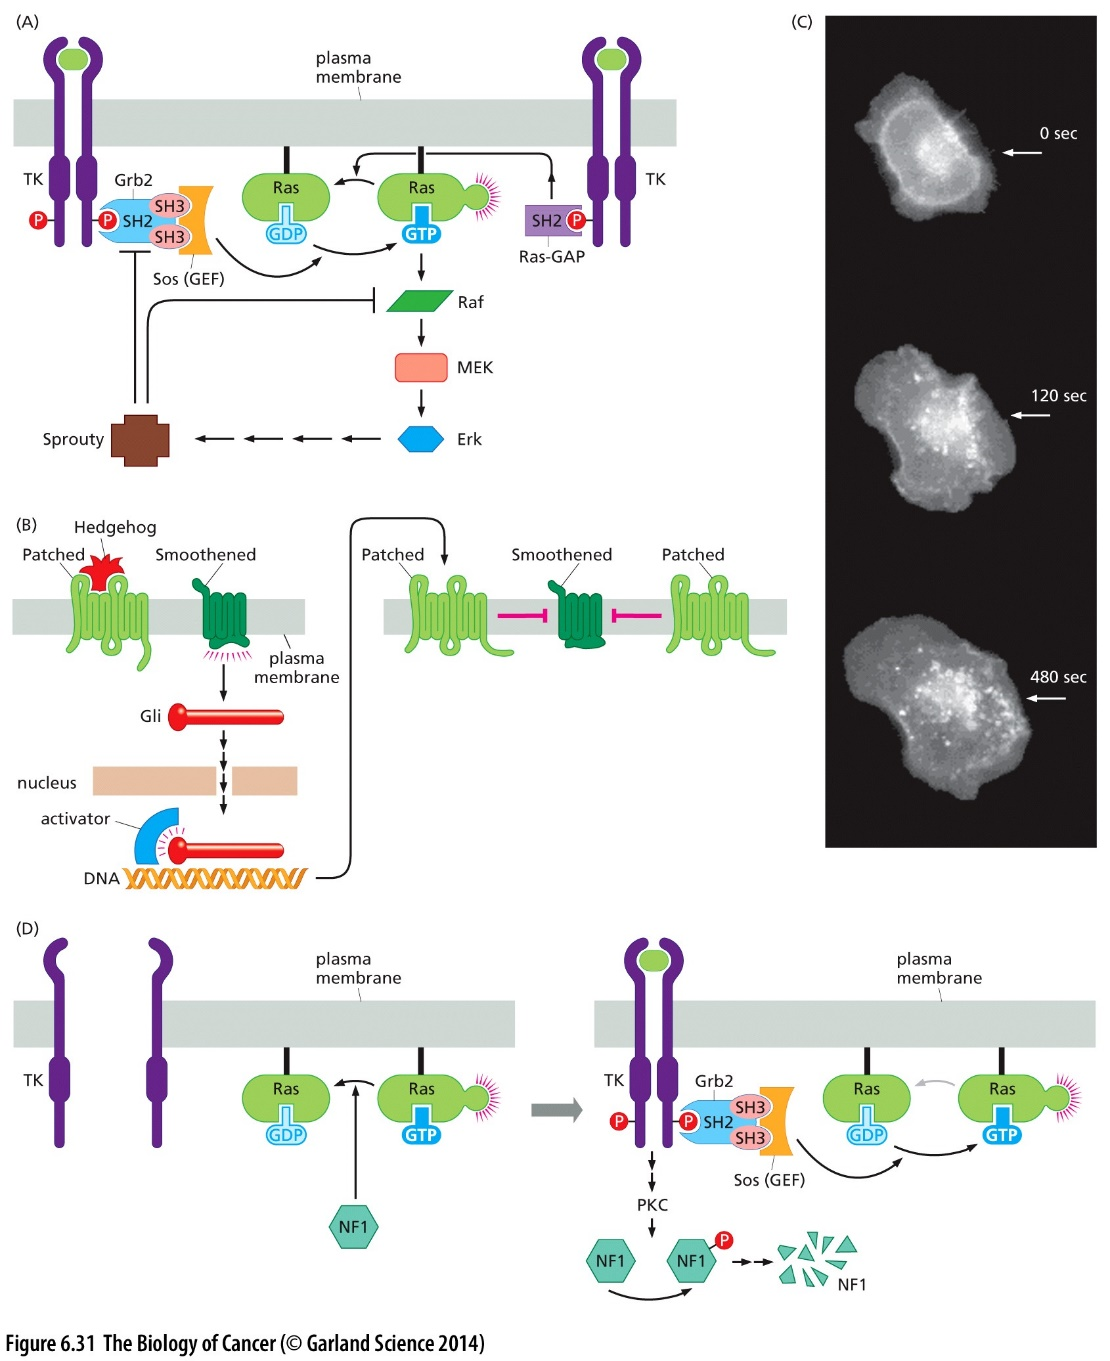 (A)
plasma
membrane
TK
Grb2
P
P
SH2
SH3
SH3
Sos (GEF)
Ras
GDP
Ras
GTP
SH2
P
Ras-GAP
TK
Raf
MEK
Erk
Sprouty
(B)
Hedgehog
Patched
Smoothened
plasma
membrane
Gli
nucleus
activator
DNA
Patched
Smoothened
Patched
(C)
0 sec
120 sec
480 sec
(D)
plasma
membrane
TK
Ras
GDP
Ras
GTP
NF1
plasma
membrane
TK
Grb2
P
P
SH2
SH3
SH3
Sos (GEF)
Ras
GDP
Ras
GTP
PKC
NF1
NF1
P
NF1
Figure 6.31 The Biology of Cancer (© Garland Science 2014)